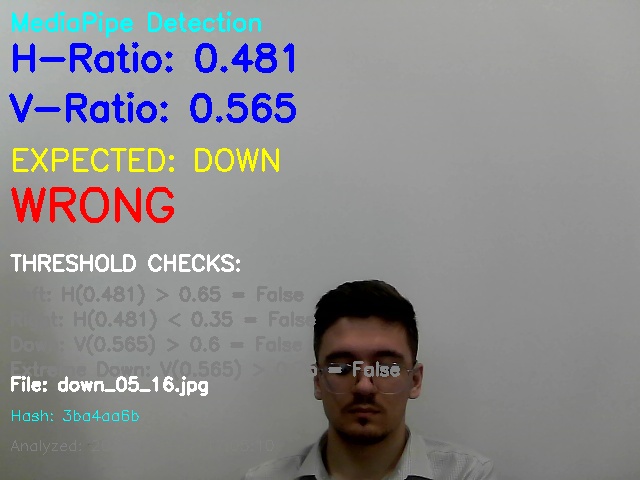 MediaPipe Detection
H-Ratio: 0.481
V-Ratio: 0.565
EXPECTED: DOWN
WRONG
THRESHOLD CHECKS:
Left: H(0.481) > 0.65 = False
Right: H(0.481) < 0.35 = False
Down: V(0.565) > 0.6 = False
Extreme Down: V(0.565) > = False
File: down_05_16.jpg
Hash: 3ba4aa6b
Analyzed: